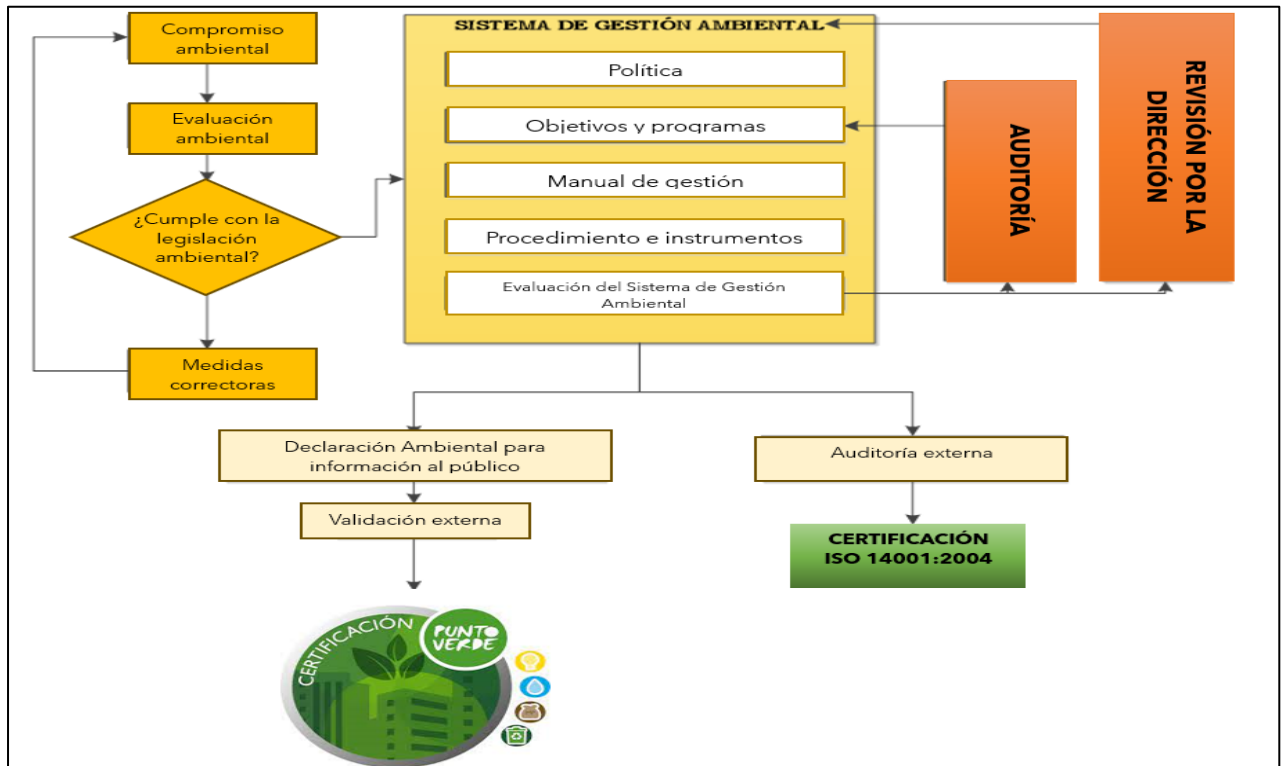 Compromiso
ambiental
Evaluación
ambiental
¿Cumple con la
legislación
ambiental?
Medidas
correctoras
SISTEMA DE GESTIÓN AMBIENTAL
Política
Objetivos y programas
Manual de gestión
Procedimiento e instrumentos
Evaluación del Sistema de Gestión
Ambiental
AUDITORÍA
REVISIÓN POR LA
DIRECCIÓN
Declaración Ambiental para
información al público
Validación externa
Auditoría externa
CERTIFICACIÓN
ISO 14001:2004
CERTIFICACIÓN
PUNTO
VERDE